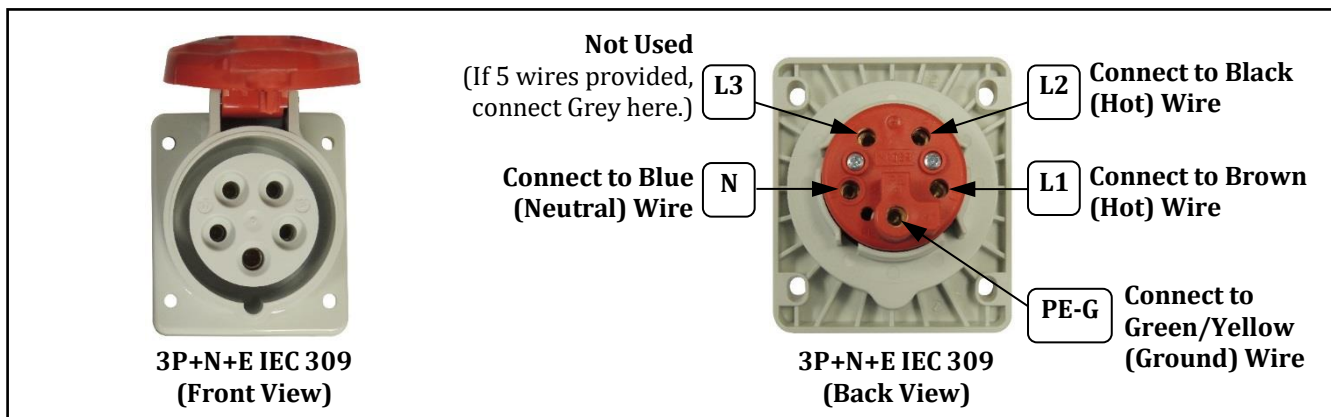 Not Used
(If 5 wires provided,
connect Grey here.)
L3
L2
Connect to Black
(Hot) Wire
Connect to Blue
(Neutral) Wire
N
L1
Connect to Brown
(Hot) Wire
PE-G
Connect to
Green/Yellow
(Ground) Wire
3P+N+E IEC 309
(Front View)
3P+N+E IEC 309
(Back View)